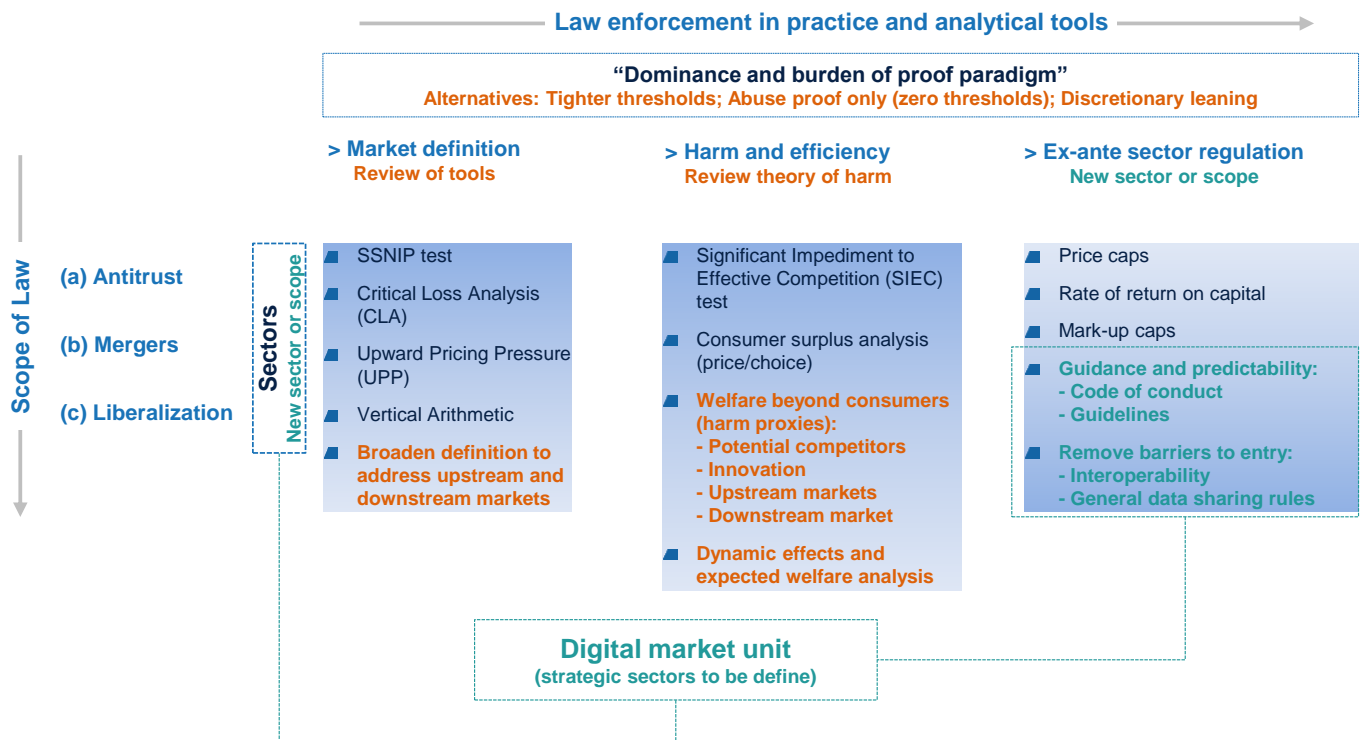 Law enforcement in practice and analytical tools
“Dominance and burden of proof paradigm”
Alternatives: Tighter thresholds; Abuse proof only (zero thresholds); Discretionary leaning
> Market definition
Review of tools
> Harm and efficiency
Review theory of harm
> Ex-ante sector regulation
New sector or scope
Scope of Law
(a) Antitrust
(b) Mergers
(c) Liberalization
Sectors
New sector or scope
SSNIP test
Critical Loss Analysis
(CLA)
Upward Pricing Pressure
(UPP)
Vertical Arithmetic
Broaden definition to
address upstream and
downstream markets
Significant Impediment to
Effective Competition (SIEC)
test
Consumer surplus analysis
(price/choice)
Welfare beyond consumers
(harm proxies):
- Potential competitors
- Innovation
- Upstream markets
- Downstream market
Dynamic effects and
expected welfare analysis
Price caps
Rate of return on capital
Mark-up caps
Guidance and predictability:
- Code of conduct
- Guidelines
Remove barriers to entry:
- Interoperability
- General data sharing rules
Digital market unit
(strategic sectors to be define)